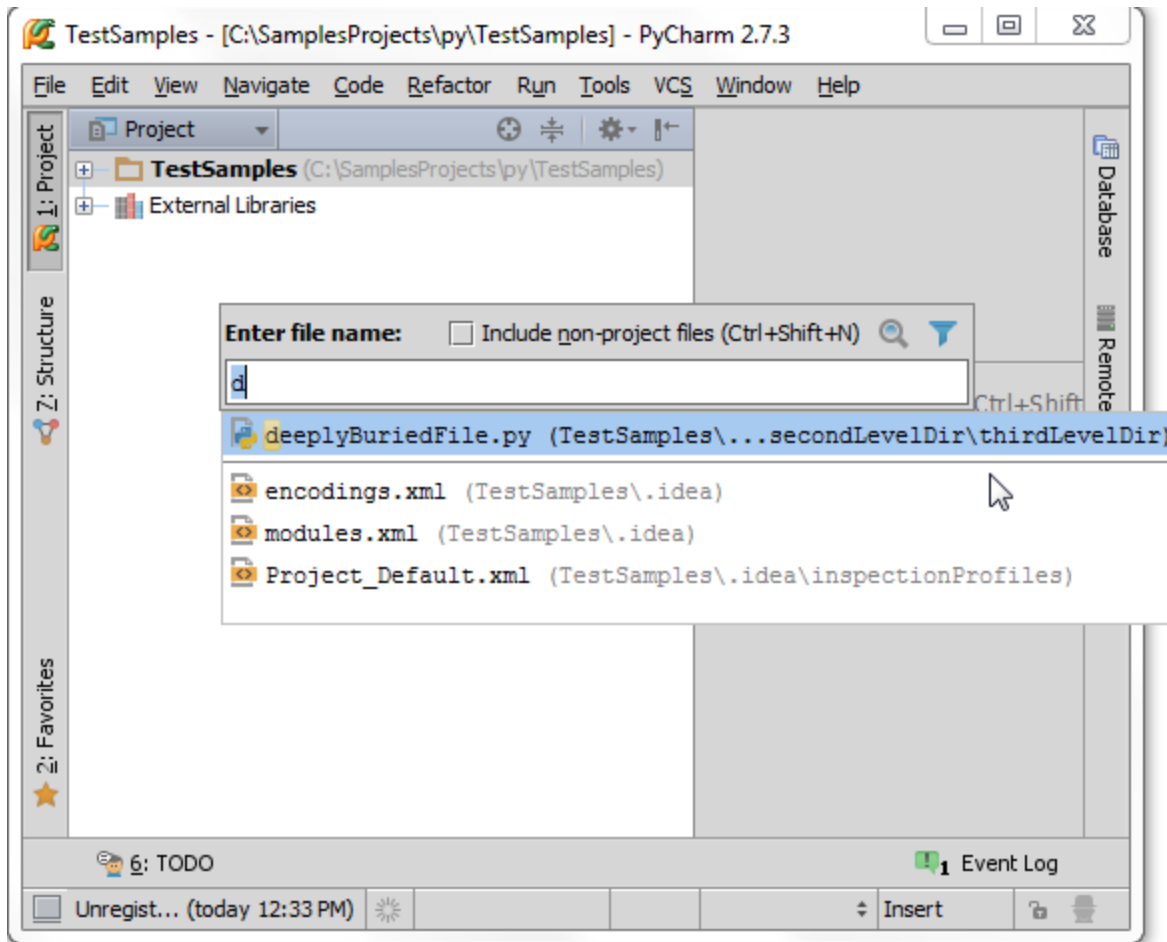 TestSamples - [C:\SamplesProjects\py\TestSamples] - PyCharm 2.7.3
File Edit View Navigate Code Refactor Run Tools VCS Window Help
Project
1: Project
TestSamples (C:\SamplesProjects\py\TestSamples)
External Libraries
Database
Z: Structure
Remote
Enter file name: Include non-project files (Ctrl+Shift+N)
d
Ctrl+Shift
deeplyBuriedFile.py (TestSamples\...secondLevelDir\thirdLevelDir)
encodings.xml (TestSamples\.idea)
modules.xml (TestSamples\.idea)
Project_Default.xml (TestSamples\.idea\inspectionProfiles)
2: Favorites
6: TODO
1 Event Log
Unregist... (today 12:33 PM) Insert